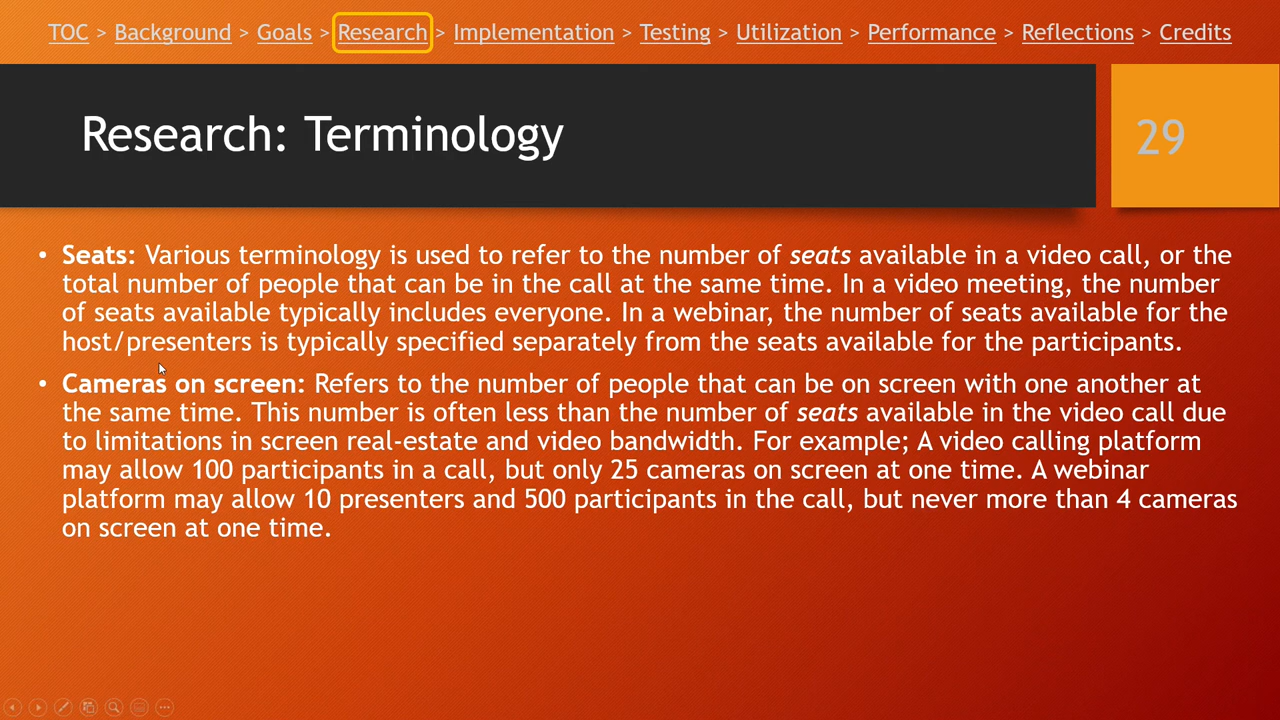 TOC > Background > Goals > Research > Implementation > Testing > Utilization > Performance > Reflections > Credits
Research: Terminology
29
• Seats: Various terminology is used to refer to the number of seats available in a video call, or the
total number of people that can be in the call at the same time. In a video meeting, the number
of seats available typically includes everyone. In a webinar, the number of seats available for the
host/presenters is typically specified separately from the seats available for the participants.
• Cameras on screen: Refers to the number of people that can be on screen with one another at
the same time. This number is often less than the number of seats available in the video call due
to limitations in screen real-estate and video bandwidth. For example; A video calling platform
may allow 100 participants in a call, but only 25 cameras on screen at one time. A webinar
platform may allow 10 presenters and 500 participants in the call, but never more than 4 cameras
on screen at one time.